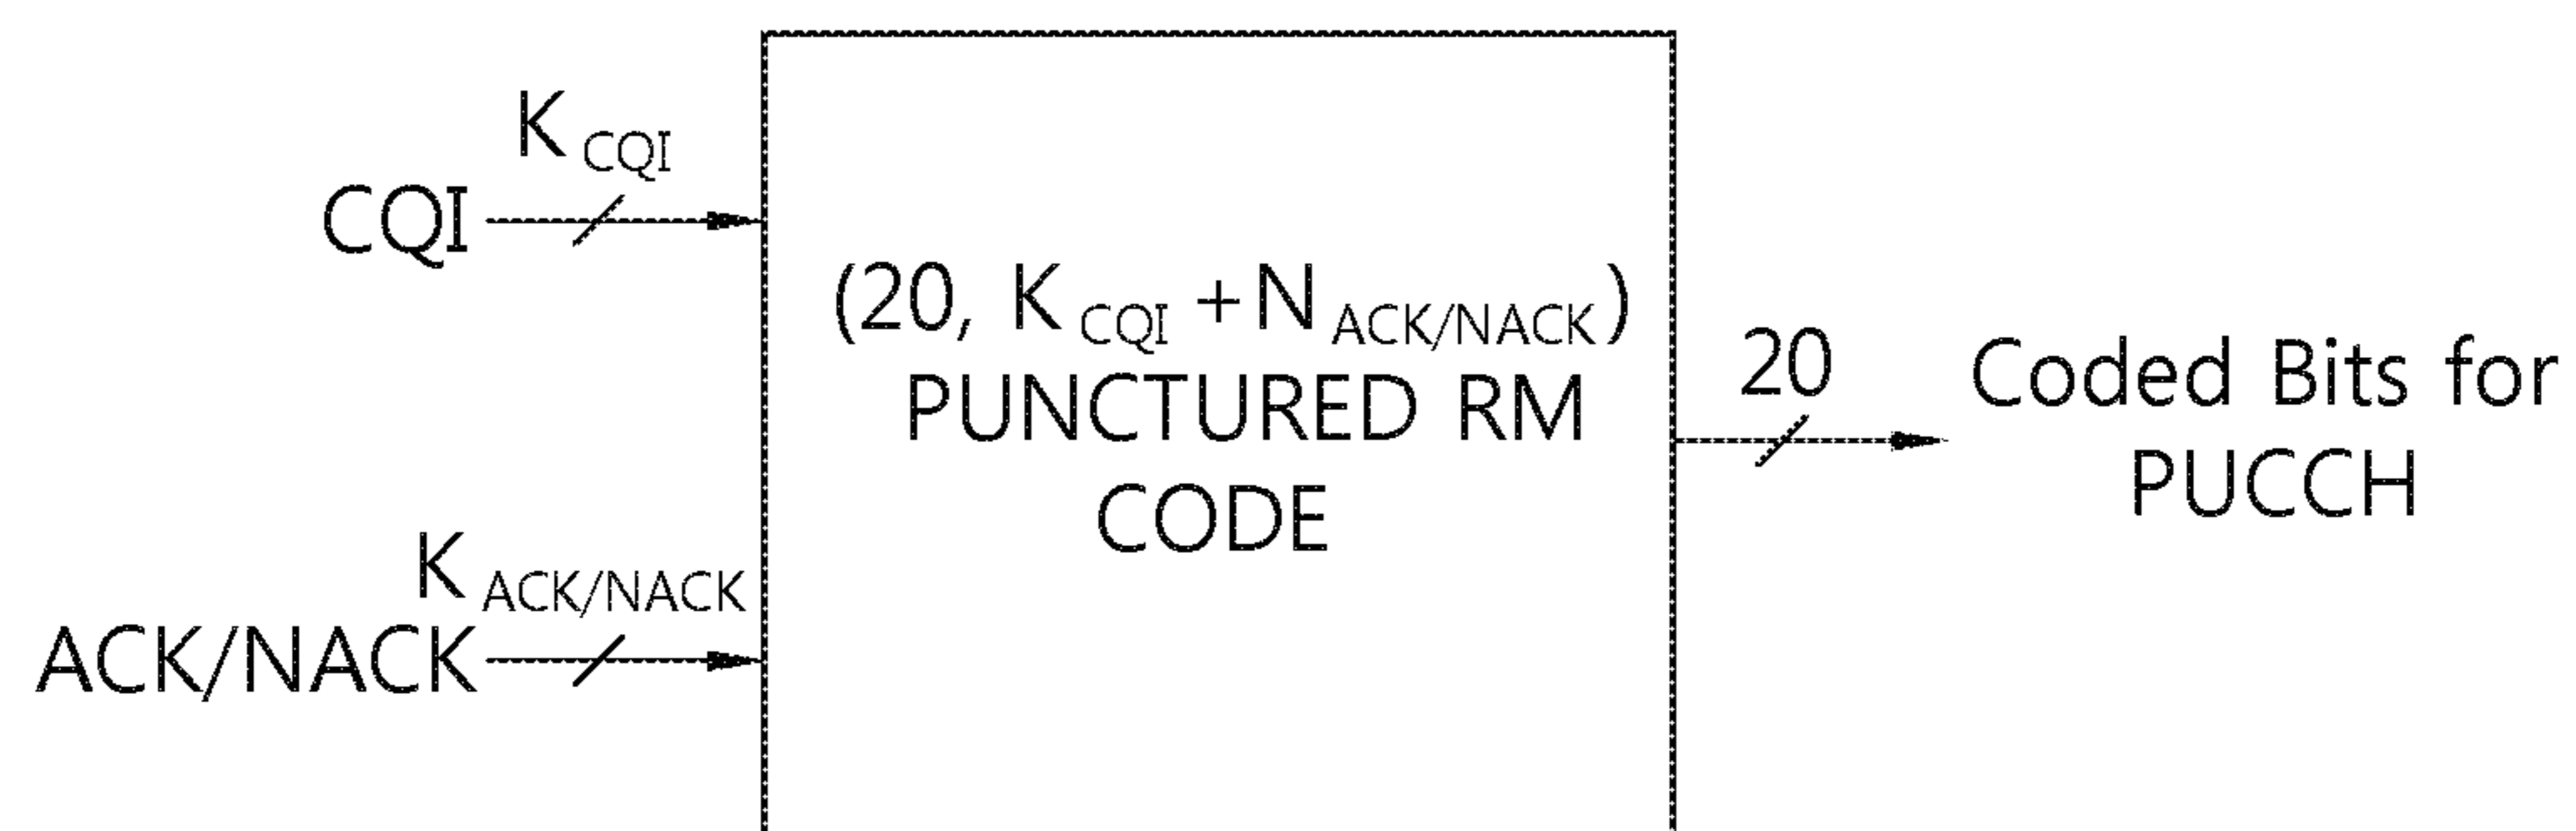 K CQI
CQI
(20, K CQI +N ACK/NACK)
PUNCTURED RM
CODE
20
Coded Bits for
PUCCH
K ACK/NACK
ACK/NACK